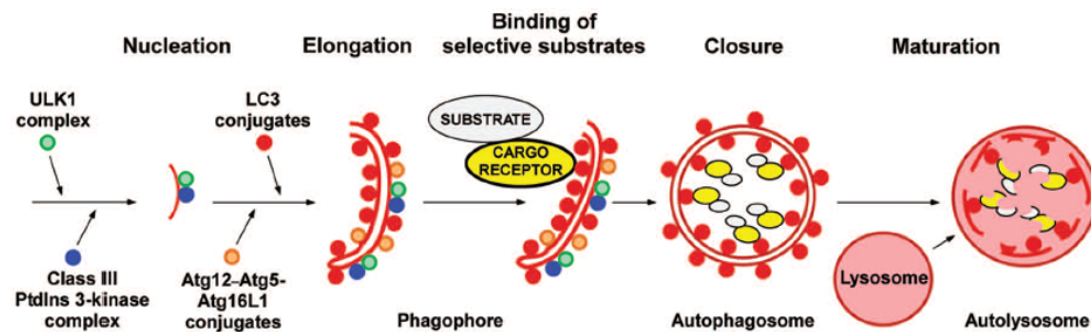 Nucleation
Elongation
Binding of
selective substrates
Closure
Maturation
ULK1
complex
LC3
conjugates
SUBSTRATE
CARGO
RECEPTOR
Class III
PtdIns 3-kinase
complex
Atg12–Atg5-
Atg16L1
conjugates
Phagophore
Autophagosome
Lysosome
Autolysosome